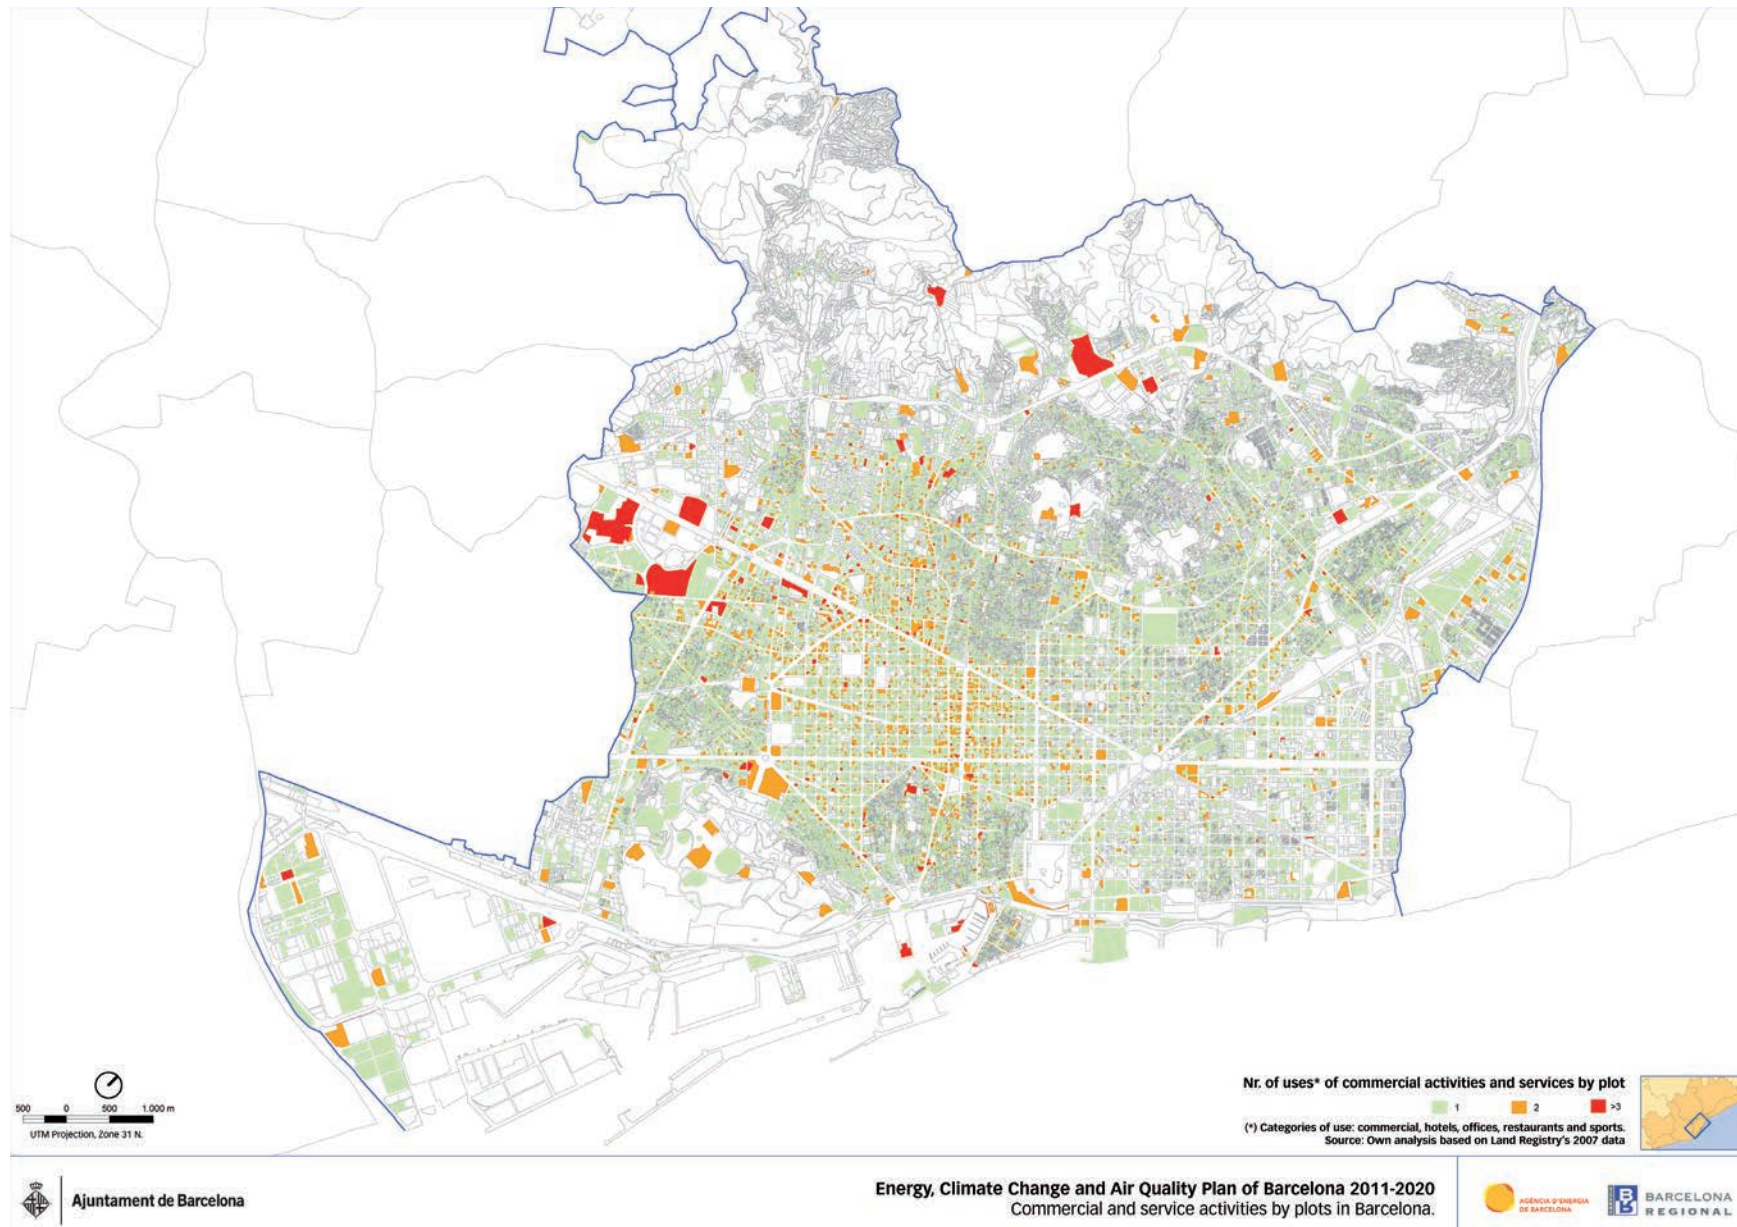 Nr. of uses* of commercial activities and services by plot
1 2 >3
(*) Categories of use: commercial, hotels, offices, restaurants and sports.
Source: Own analysis based on Land Registry's 2007 data
500 0 500 1.000 m
UTM Projection, Zone 31 N.
Ajuntament de Barcelona
Energy, Climate Change and Air Quality Plan of Barcelona 2011-2020
Commercial and service activities by plots in Barcelona.
AGÈNCIA D'ENERGIA
DE BARCELONA
BARCELONA
REGIONAL